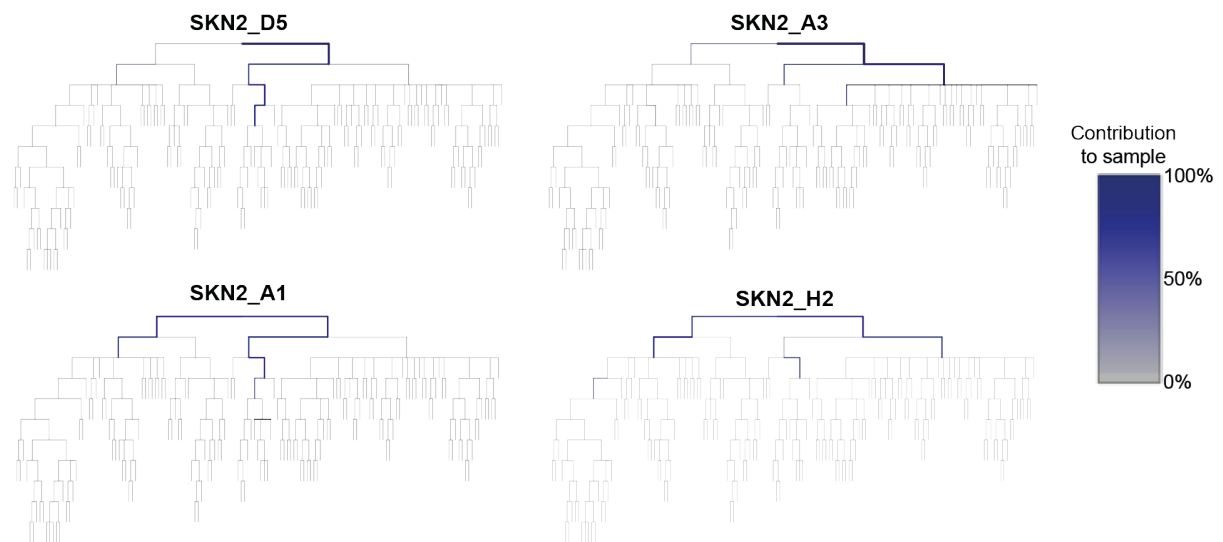 SKN2_D5
SKN2_A3
Contribution
to sample
100%
50%
0%
SKN2_A1
SKN2_H2